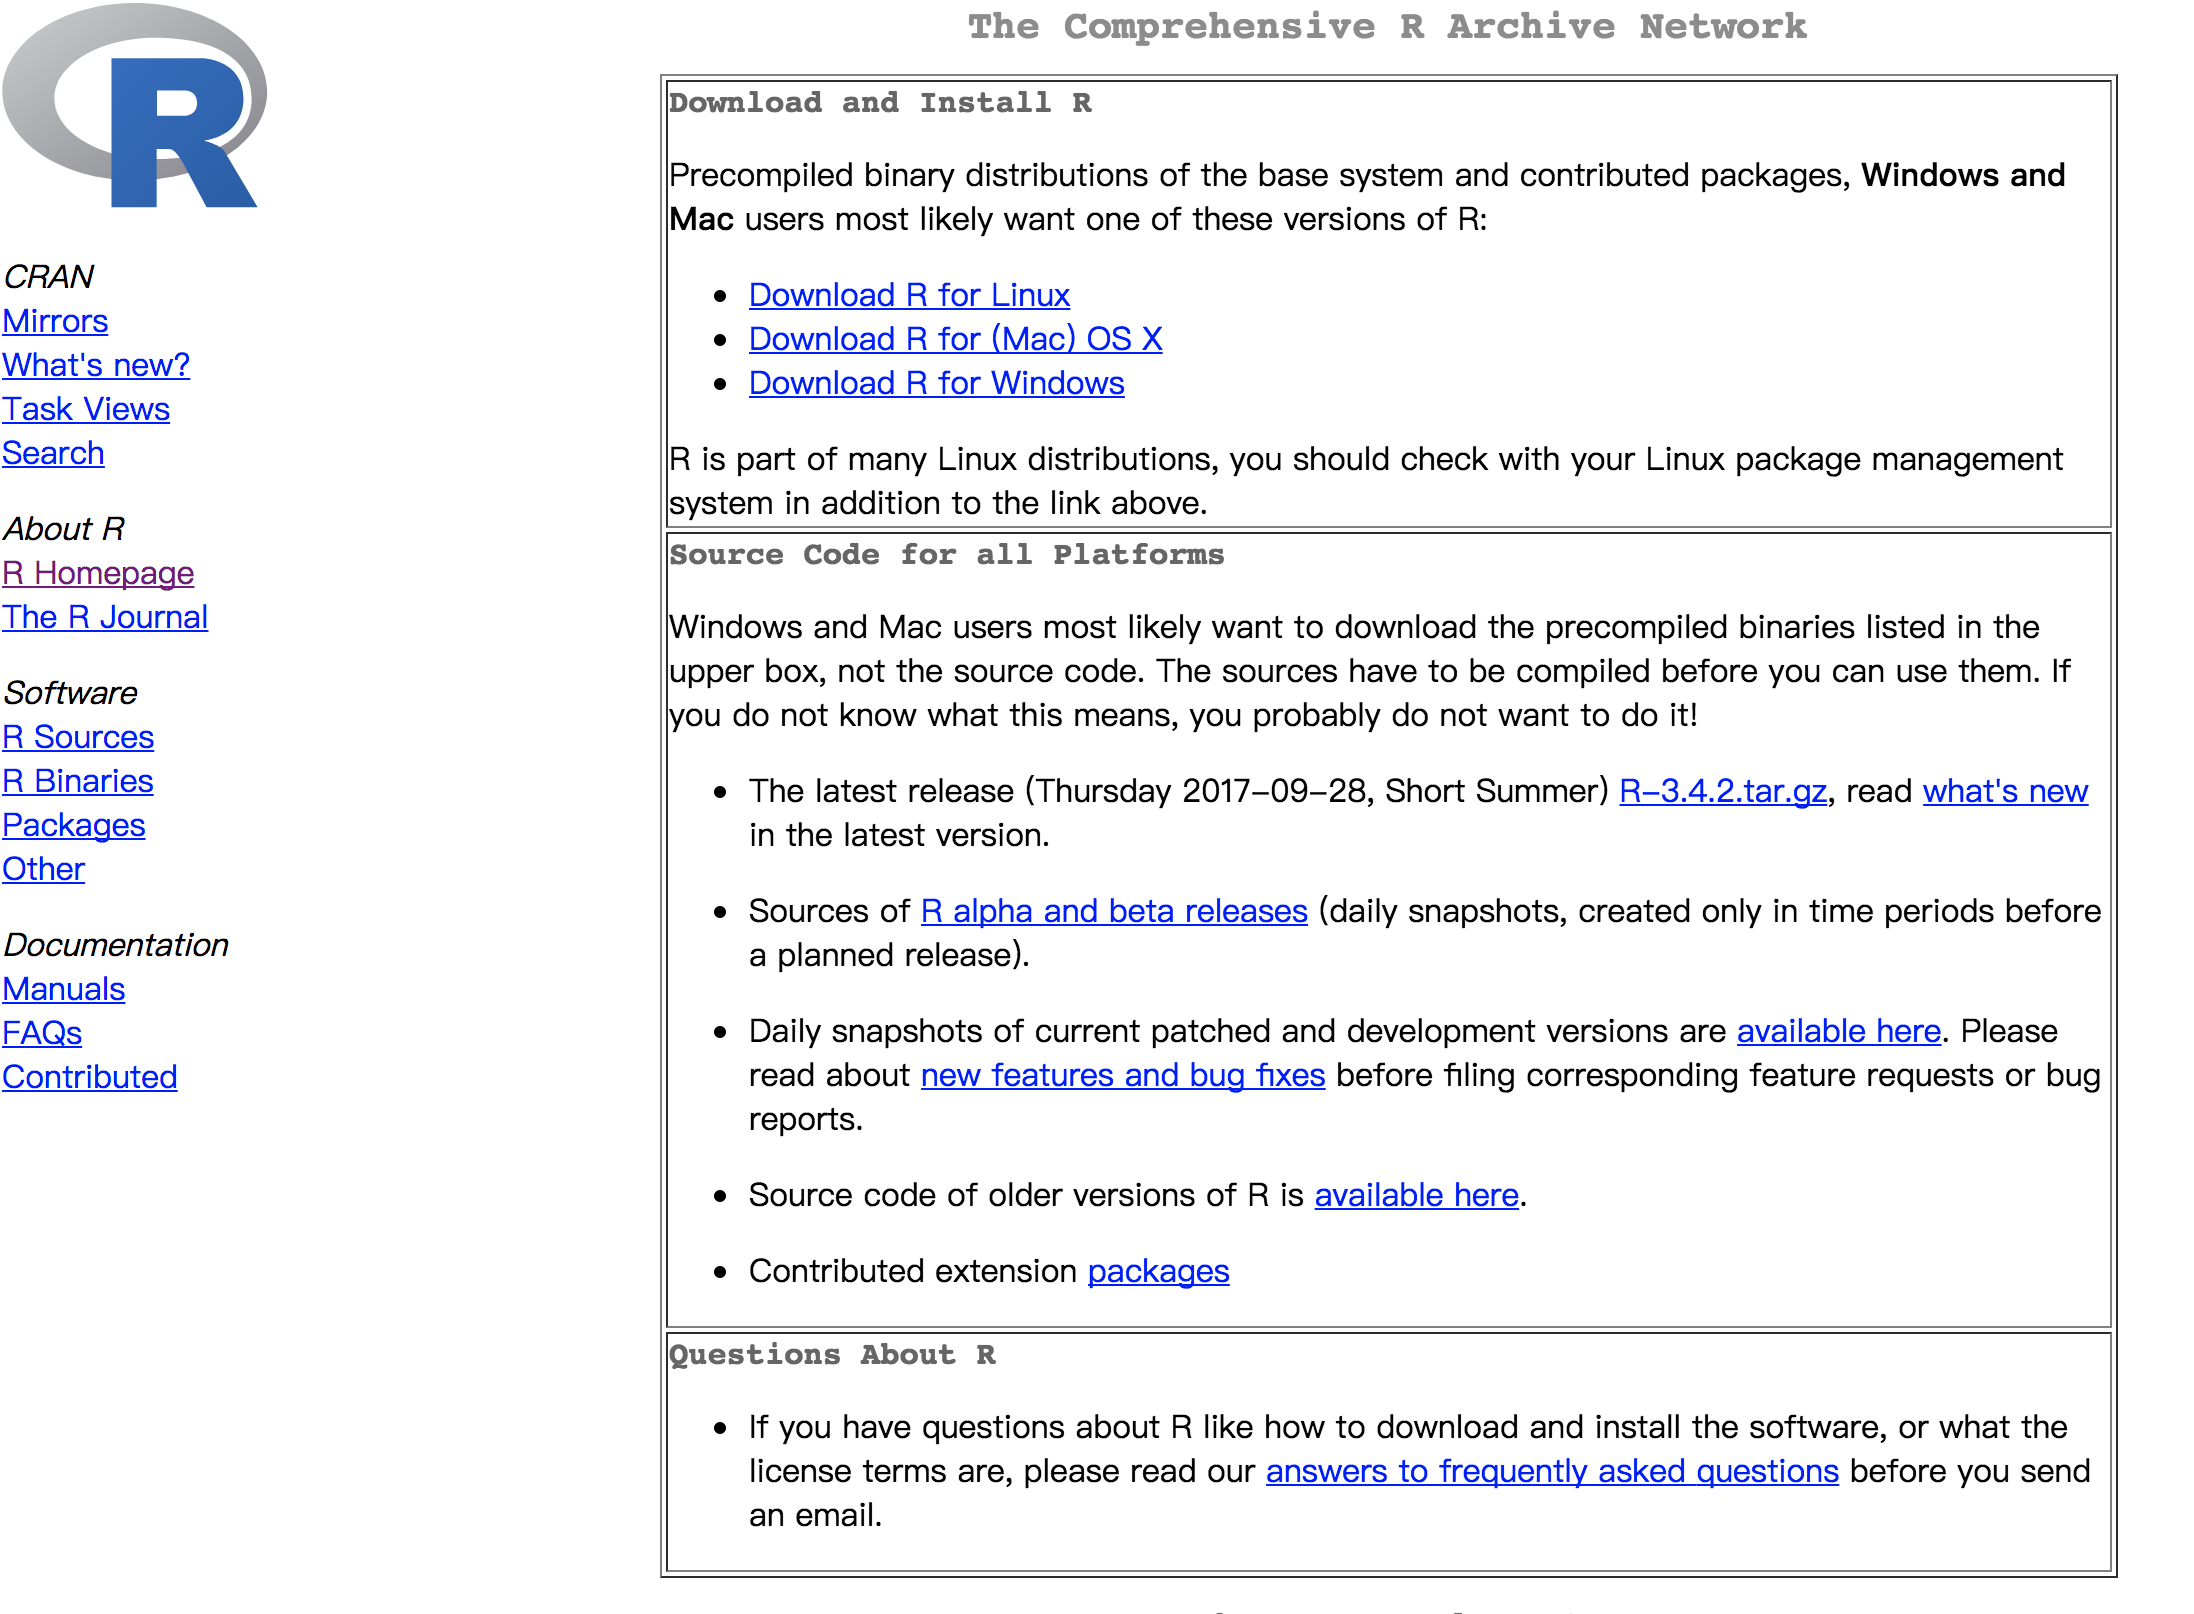 R
CRAN
Mirrors
What's new?
Task Views
Search
About R
R Homepage
The R Journal
Software
R Sources
R Binaries
Packages
Other
Documentation
Manuals
FAQs
Contributed
The Comprehensive R Archive Network
Download and Install R
Precompiled binary distributions of the base system and contributed packages, Windows and
Mac users most likely want one of these versions of R:
• Download R for Linux
• Download R for (Mac) OS X
• Download R for Windows
R is part of many Linux distributions, you should check with your Linux package management
system in addition to the link above.
Source Code for all Platforms
Windows and Mac users most likely want to download the precompiled binaries listed in the
upper box, not the source code. The sources have to be compiled before you can use them. If
you do not know what this means, you probably do not want to do it!
• The latest release (Thursday 2017-09-28, Short Summer) R-3.4.2.tar.gz, read what's new
in the latest version.
• Sources of R alpha and beta releases (daily snapshots, created only in time periods before
a planned release).
• Daily snapshots of current patched and development versions are available here. Please
read about new features and bug fixes before filing corresponding feature requests or bug
reports.
• Source code of older versions of R is available here.
• Contributed extension packages
Questions About R
• If you have questions about R like how to download and install the software, or what the
license terms are, please read our answers to frequently asked questions before you send
an email.